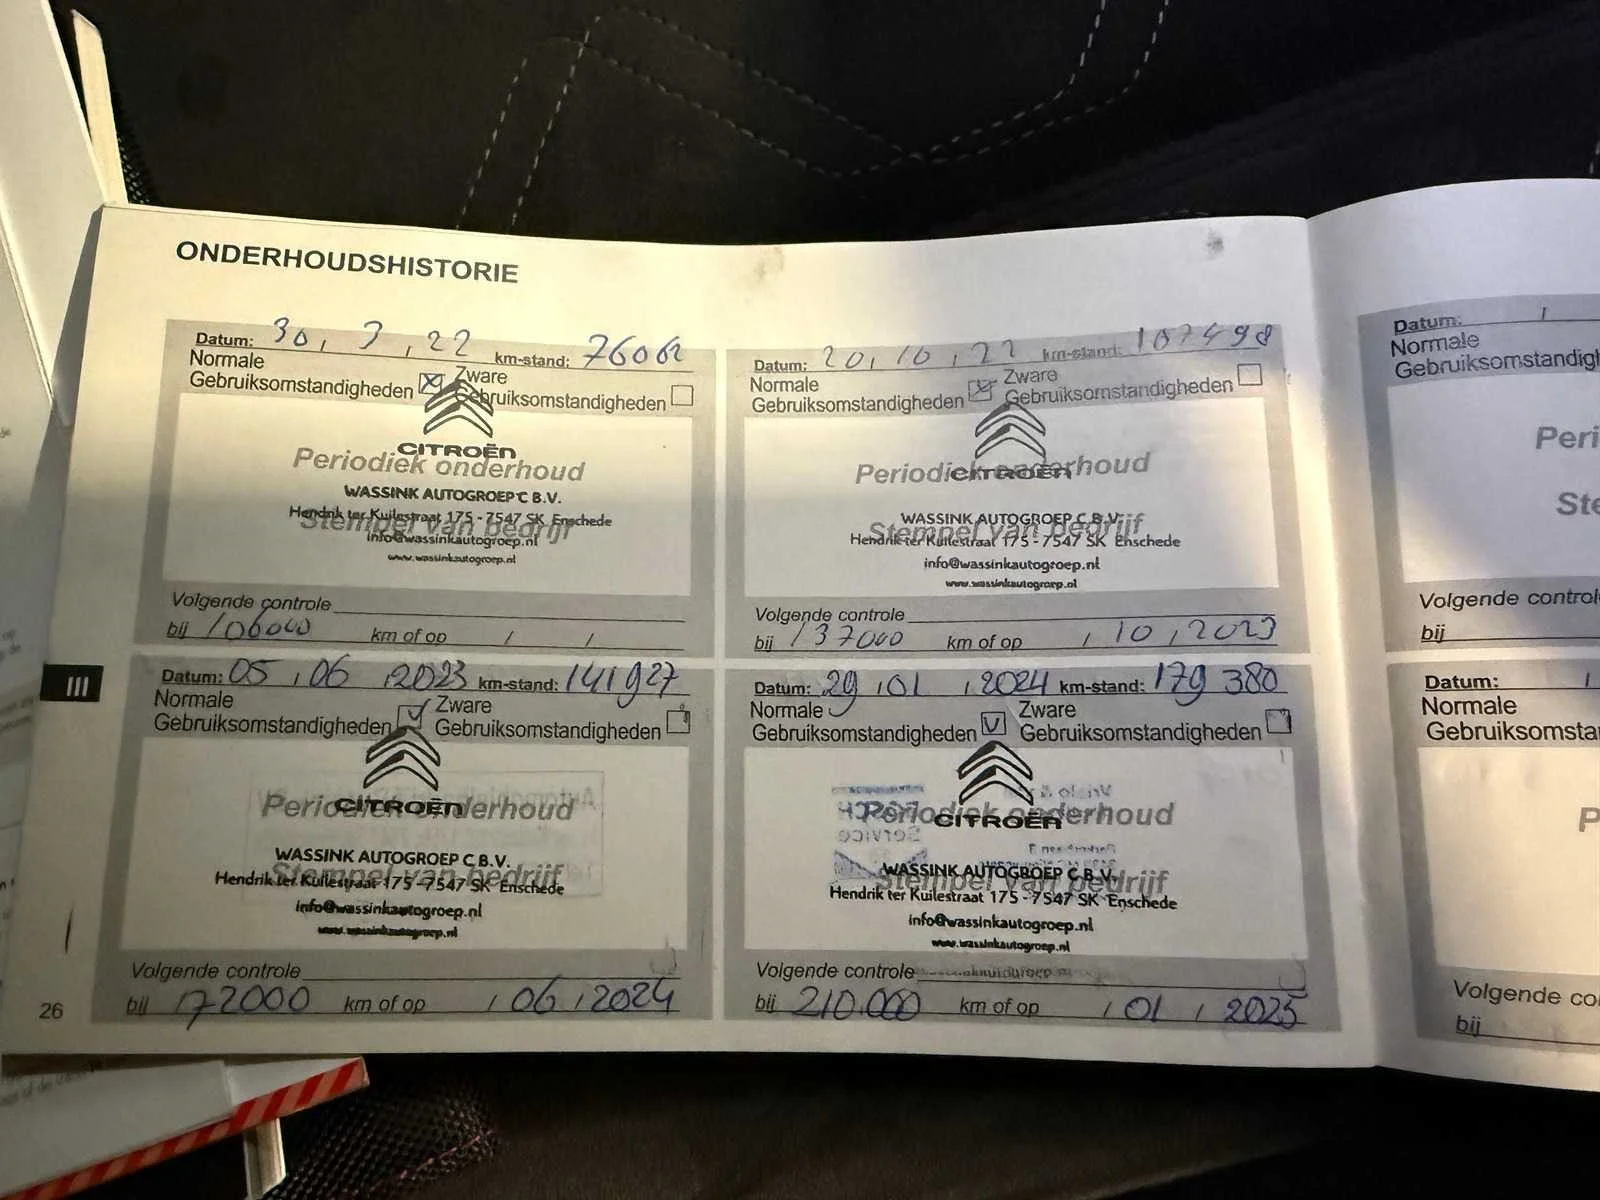 ONDERHOUDSHISTORIE
Datum: 30, 3, 22 km-stand: 76062
Normale
Gebruiksomstandigheden
Zware
Gebruiksomstandigheden
CITROËN
Periodiek onderhoud
WASSINK AUTOGROEP C B.V.
Hendrik ter Kuilestraat 175 - 7547 SK Enschede
Stempel van bedrijf
info@wassinkautogroep.nl
www.wassinkautogroep.nl
Volgende controle
bij 106000 km of op / /
Datum: 20, 10, 22 km-stand: 107498
Normale
Gebruiksomstandigheden
Zware
Gebruiksomstandigheden
Periodiek onderhoud
CITROËN
WASSINK AUTOGROEP C B.V.
Stempel van bedrijf
Hendrik ter Kuilestraat 175 - 7547 SK Enschede
info@wassinkautogroep.nl
www.wassinkautogroep.nl
Volgende controle
bij 137000 km of op , 10, 2023
III
Datum: 05, 06, 2023 km-stand: 141927
Normale
Gebruiksomstandigheden
Zware
Gebruiksomstandigheden
Periodiek onderhoud
CITROËN
WASSINK AUTOGROEP C B.V.
Stempel van bedrijf
Hendrik ter Kuilestraat 175 - 7547 SK Enschede
info@wassinkautogroep.nl
www.wassinkautogroep.nl
Volgende controle
bij 172000 km of op / 06, 2024
Datum: 29, 01, 2024 km-stand: 179 380
Normale
Gebruiksomstandigheden
Zware
Gebruiksomstandigheden
Periodiek onderhoud
CITROËN
WASSINK AUTOGROEP C B.V.
Stempel van bedrijf
Hendrik ter Kuilestraat 175 - 7547 SK Enschede
info@wassinkautogroep.nl
www.wassinkautogroep.nl
Volgende controle
bij 210.000 km of op / 01 / 2025
26
Datum:
Normale
Gebruiksomstandigh
Peri
Ste
Volgende control
bij
Datum:
Normale
Gebruiksomsta
P
Volgende co
bij